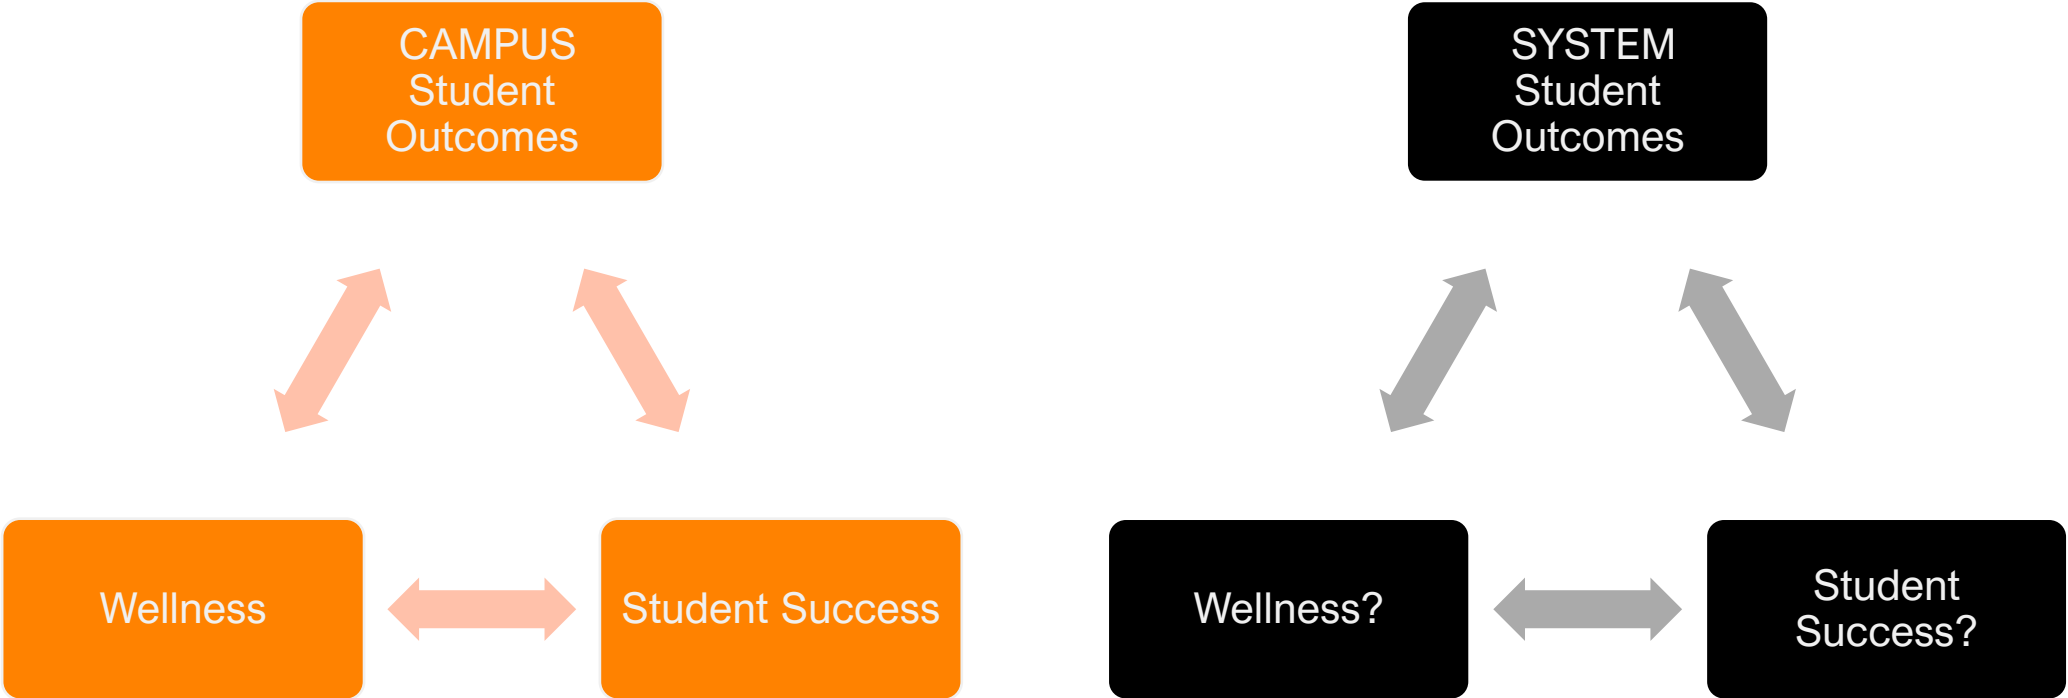 CAMPUS
Student
Outcomes
SYSTEM
Student
Outcomes
Wellness
Student Success
Wellness?
Student
Success?